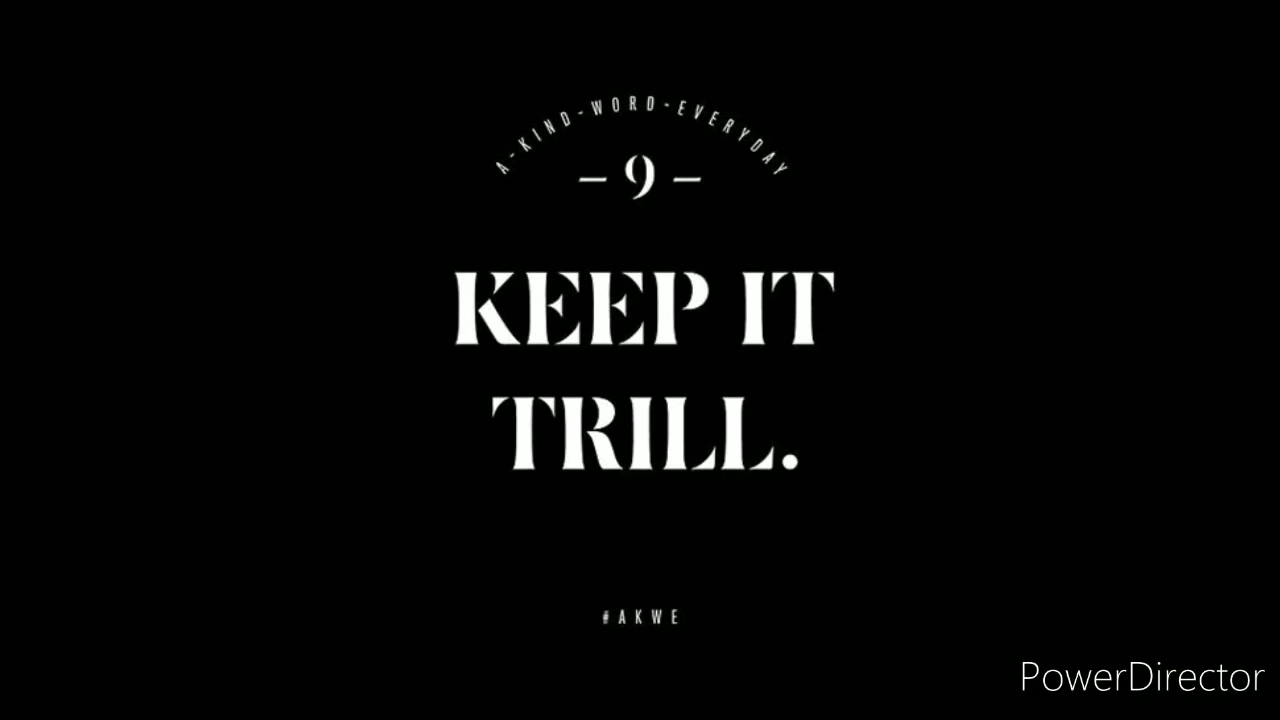 A-KIND-WORD-EVERYDAY
– 9 –
KEEP IT
TRILL.
#AKWE
PowerDirector